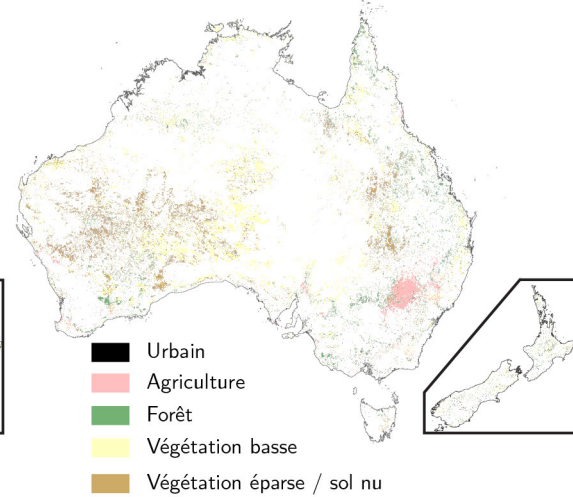 Urbain
Agriculture
Forêt
Végétation basse
Végétation éparse / sol nu